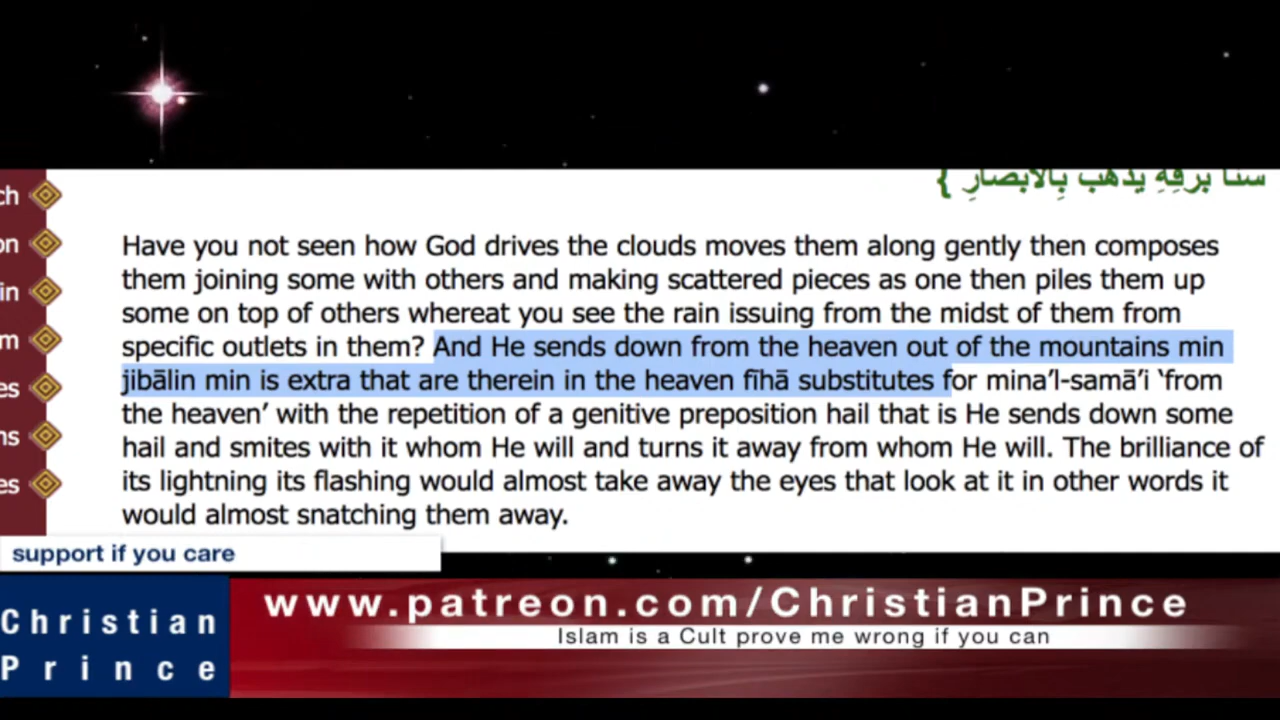 سنا برقه يذهب بِالأبصارِ }
ch
on
in
m
es
ns
es
Have you not seen how God drives the clouds moves them along gently then composes
them joining some with others and making scattered pieces as one then piles them up
some on top of others whereat you see the rain issuing from the midst of them from
specific outlets in them? And He sends down from the heaven out of the mountains min
jibālin min is extra that are therein in the heaven fīhā substitutes for mina’l-samā’i ‘from
the heaven’ with the repetition of a genitive preposition hail that is He sends down some
hail and smites with it whom He will and turns it away from whom He will. The brilliance of
its lightning its flashing would almost take away the eyes that look at it in other words it
would almost snatching them away.
support if you care
Christian
Prince
www.patreon.com/ChristianPrince
Islam is a Cult prove me wrong if you can